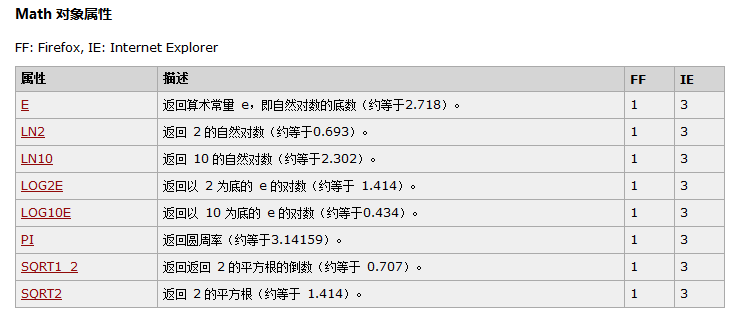 Math 对象属性
FF: Firefox, IE: Internet Explorer
属性 描述 FF IE
E 返回算术常量 e，即自然对数的底数（约等于2.718）。 1 3
LN2 返回 2 的自然对数（约等于0.693）。 1 3
LN10 返回 10 的自然对数（约等于2.302）。 1 3
LOG2E 返回以 2 为底的 e 的对数（约等于 1.414）。 1 3
LOG10E 返回以 10 为底的 e 的对数（约等于0.434）。 1 3
PI 返回圆周率（约等于3.14159）。 1 3
SQRT1_2 返回返回 2 的平方根的倒数（约等于 0.707）。 1 3
SQRT2 返回 2 的平方根（约等于 1.414）。 1 3